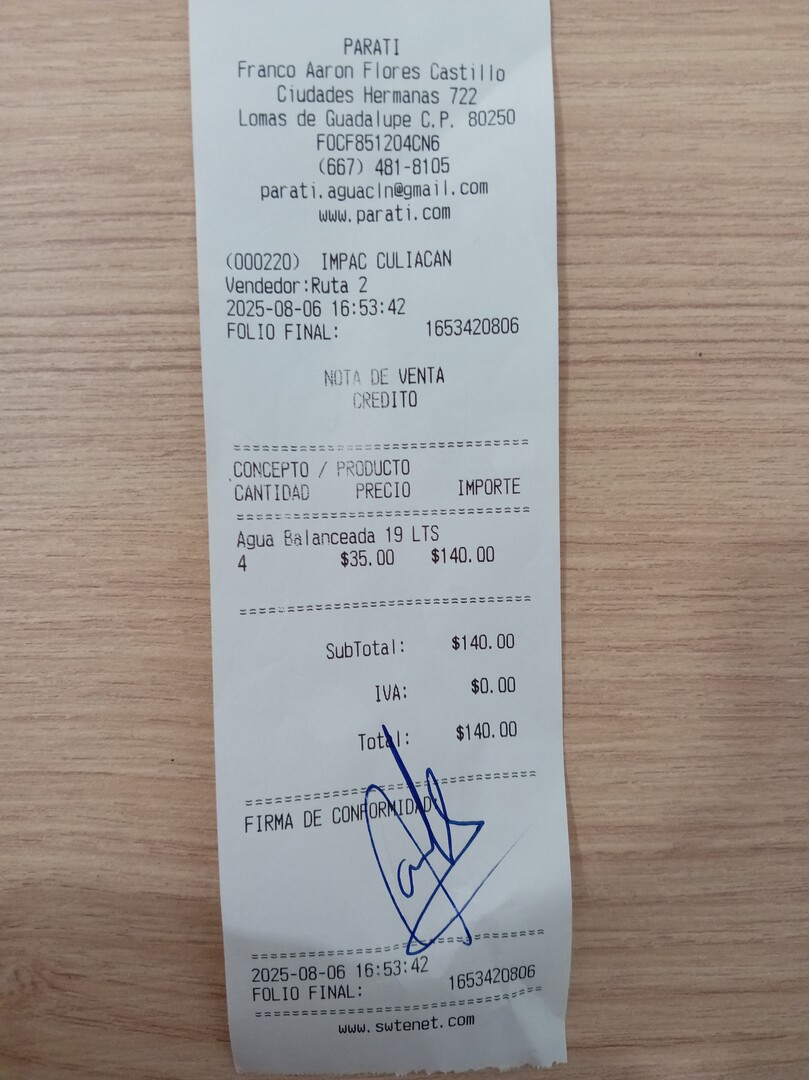 PARATI
Franco Aaron Flores Castillo
Ciudades Hermanas 722
Lomas de Guadalupe C.P. 80250
FOCF851204CN6
(667) 481-8105
parati.aguacln@gmail.com
www.parati.com
(000220) IMPAC CULIACAN
Vendedor:Ruta 2
2025-08-06 16:53:42
FOLIO FINAL: 1653420806
NOTA DE VENTA
CREDITO
CONCEPTO / PRODUCTO
CANTIDAD PRECIO IMPORTE
Agua Balanceada 19 LTS
4 $35.00 $140.00
SubTotal: $140.00
IVA: $0.00
Total: $140.00
FIRMA DE CONFORMIDAD:
2025-08-06 16:53:42
FOLIO FINAL: 1653420806
www.swtenet.com